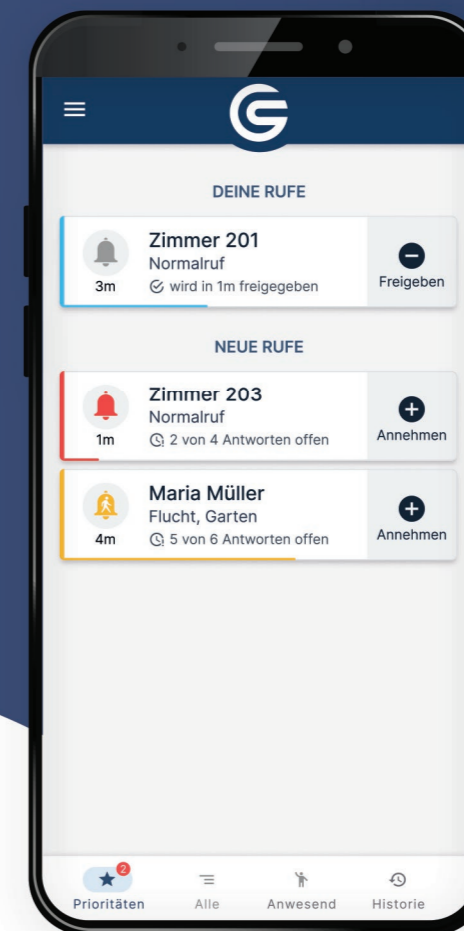 DEINE RUFE
Zimmer 201
Normalruf
3m
wird in 1m freigegeben
Freigeben
NEUE RUFE
Zimmer 203
Normalruf
1m
2 von 4 Antworten offen
Annehmen
Maria Müller
Flucht, Garten
4m
5 von 6 Antworten offen
Annehmen
2
Prioritäten
Alle
Anwesend
Historie